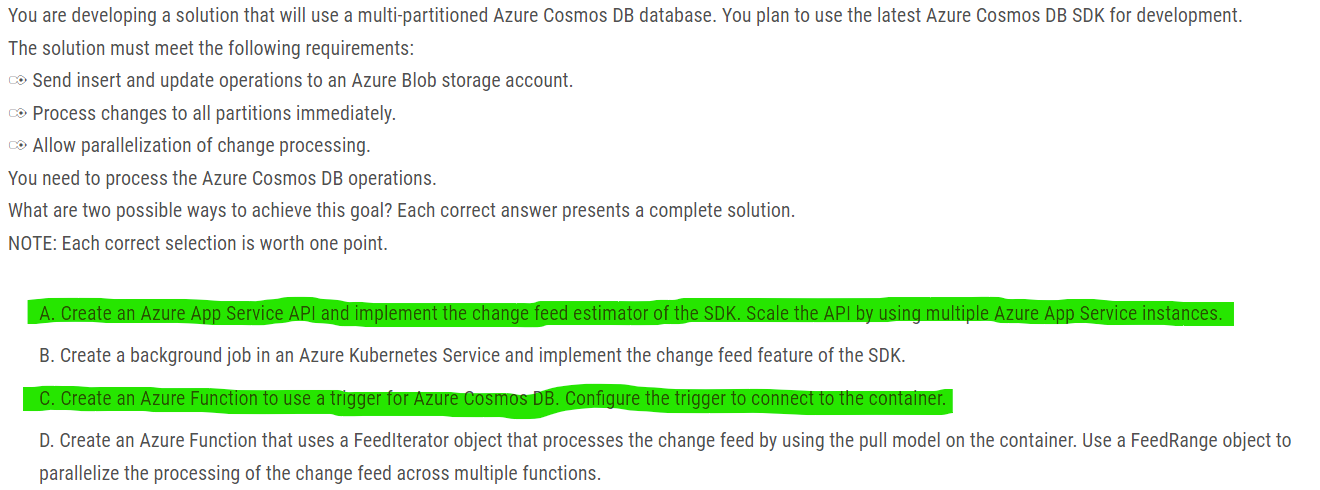 You are developing a solution that will use a multi-partitioned Azure Cosmos DB database. You plan to use the latest Azure Cosmos DB SDK for development.
The solution must meet the following requirements:
Send insert and update operations to an Azure Blob storage account.
Process changes to all partitions immediately.
Allow parallelization of change processing.
You need to process the Azure Cosmos DB operations.
What are two possible ways to achieve this goal? Each correct answer presents a complete solution.
NOTE: Each correct selection is worth one point.
A. Create an Azure App Service API and implement the change feed estimator of the SDK. Scale the API by using multiple Azure App Service instances.
B. Create a background job in an Azure Kubernetes Service and implement the change feed feature of the SDK.
C. Create an Azure Function to use a trigger for Azure Cosmos DB. Configure the trigger to connect to the container.
D. Create an Azure Function that uses a FeedIterator object that processes the change feed by using the pull model on the container. Use a FeedRange object to
parallelize the processing of the change feed across multiple functions.